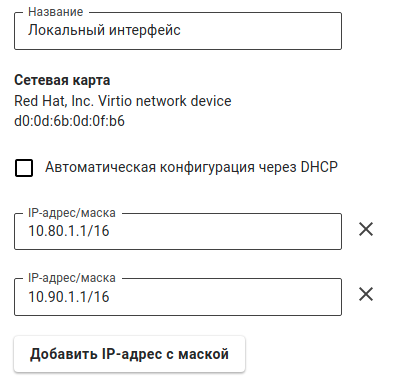 Название
Локальный интерфейс
Сетевая карта
Red Hat, Inc. Virtio network device
d0:0d:6b:0d:0f:b6
Автоматическая конфигурация через DHCP
IP-адрес/маска
10.80.1.1/16
IP-адрес/маска
10.90.1.1/16
Добавить IP-адрес с маской